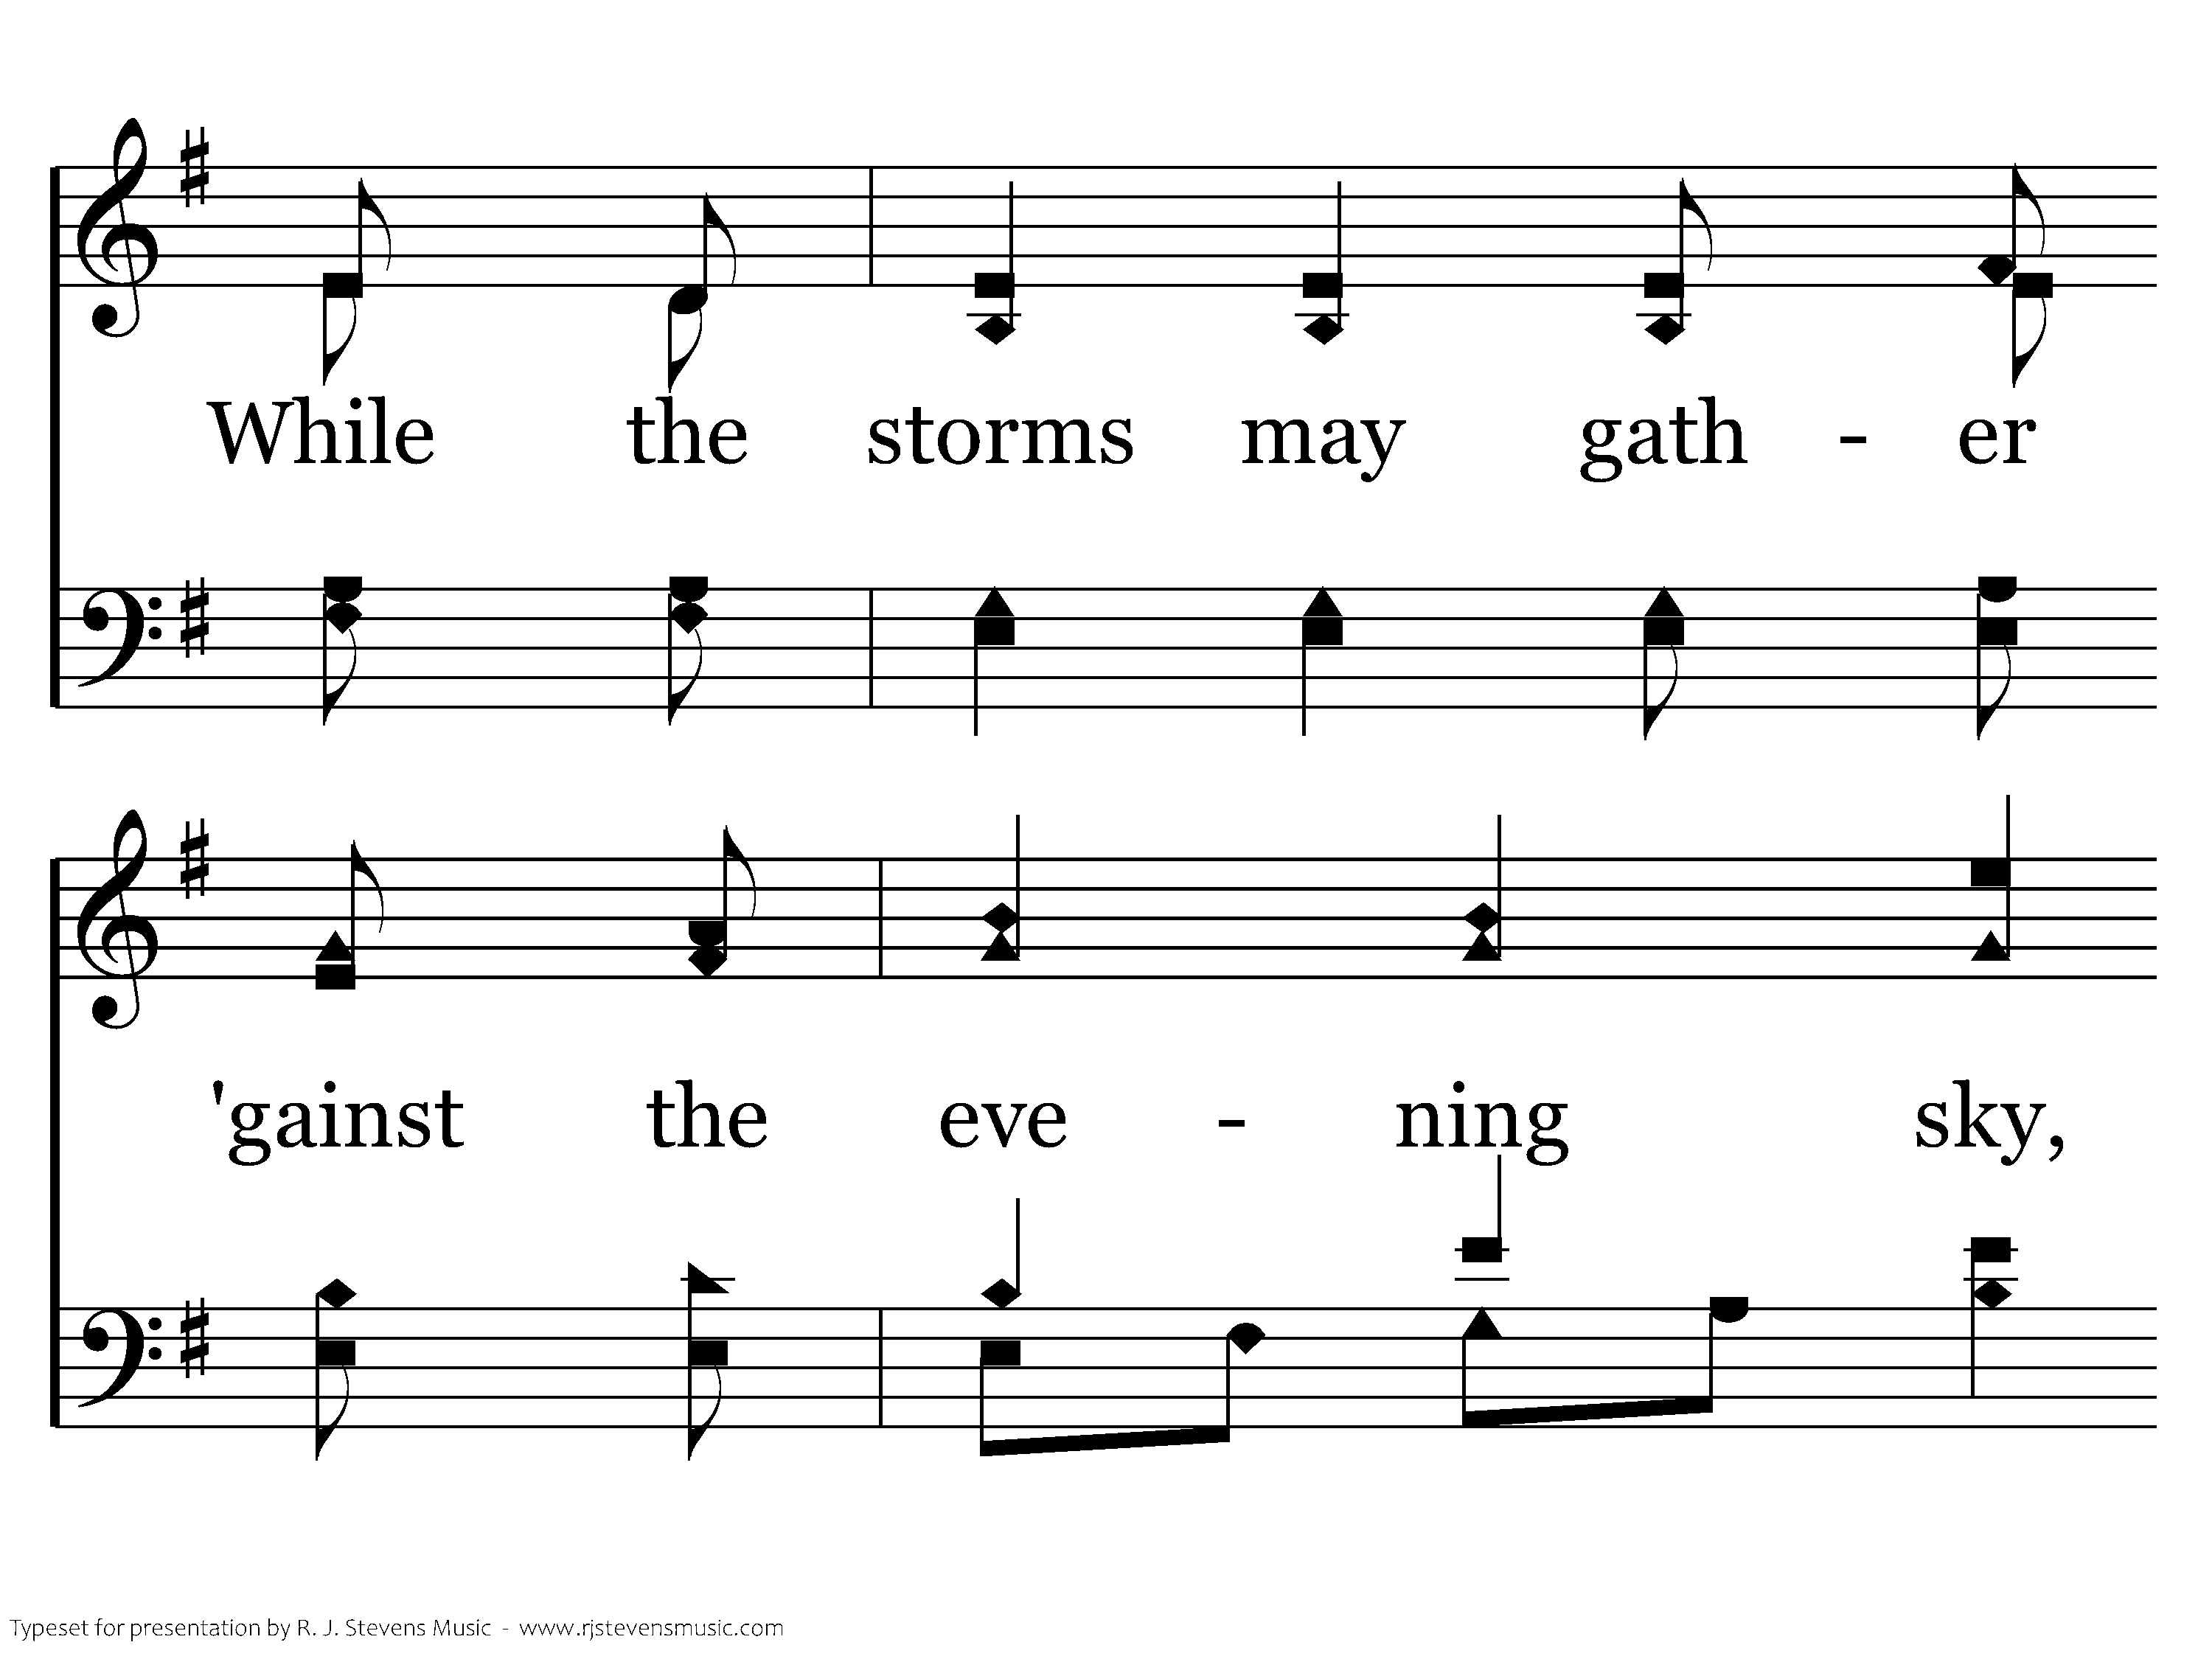 While the storms may gath - er
'gainst the eve - ning sky,
Typeset for presentation by R. J. Stevens Music - www.rjstevensmusic.com